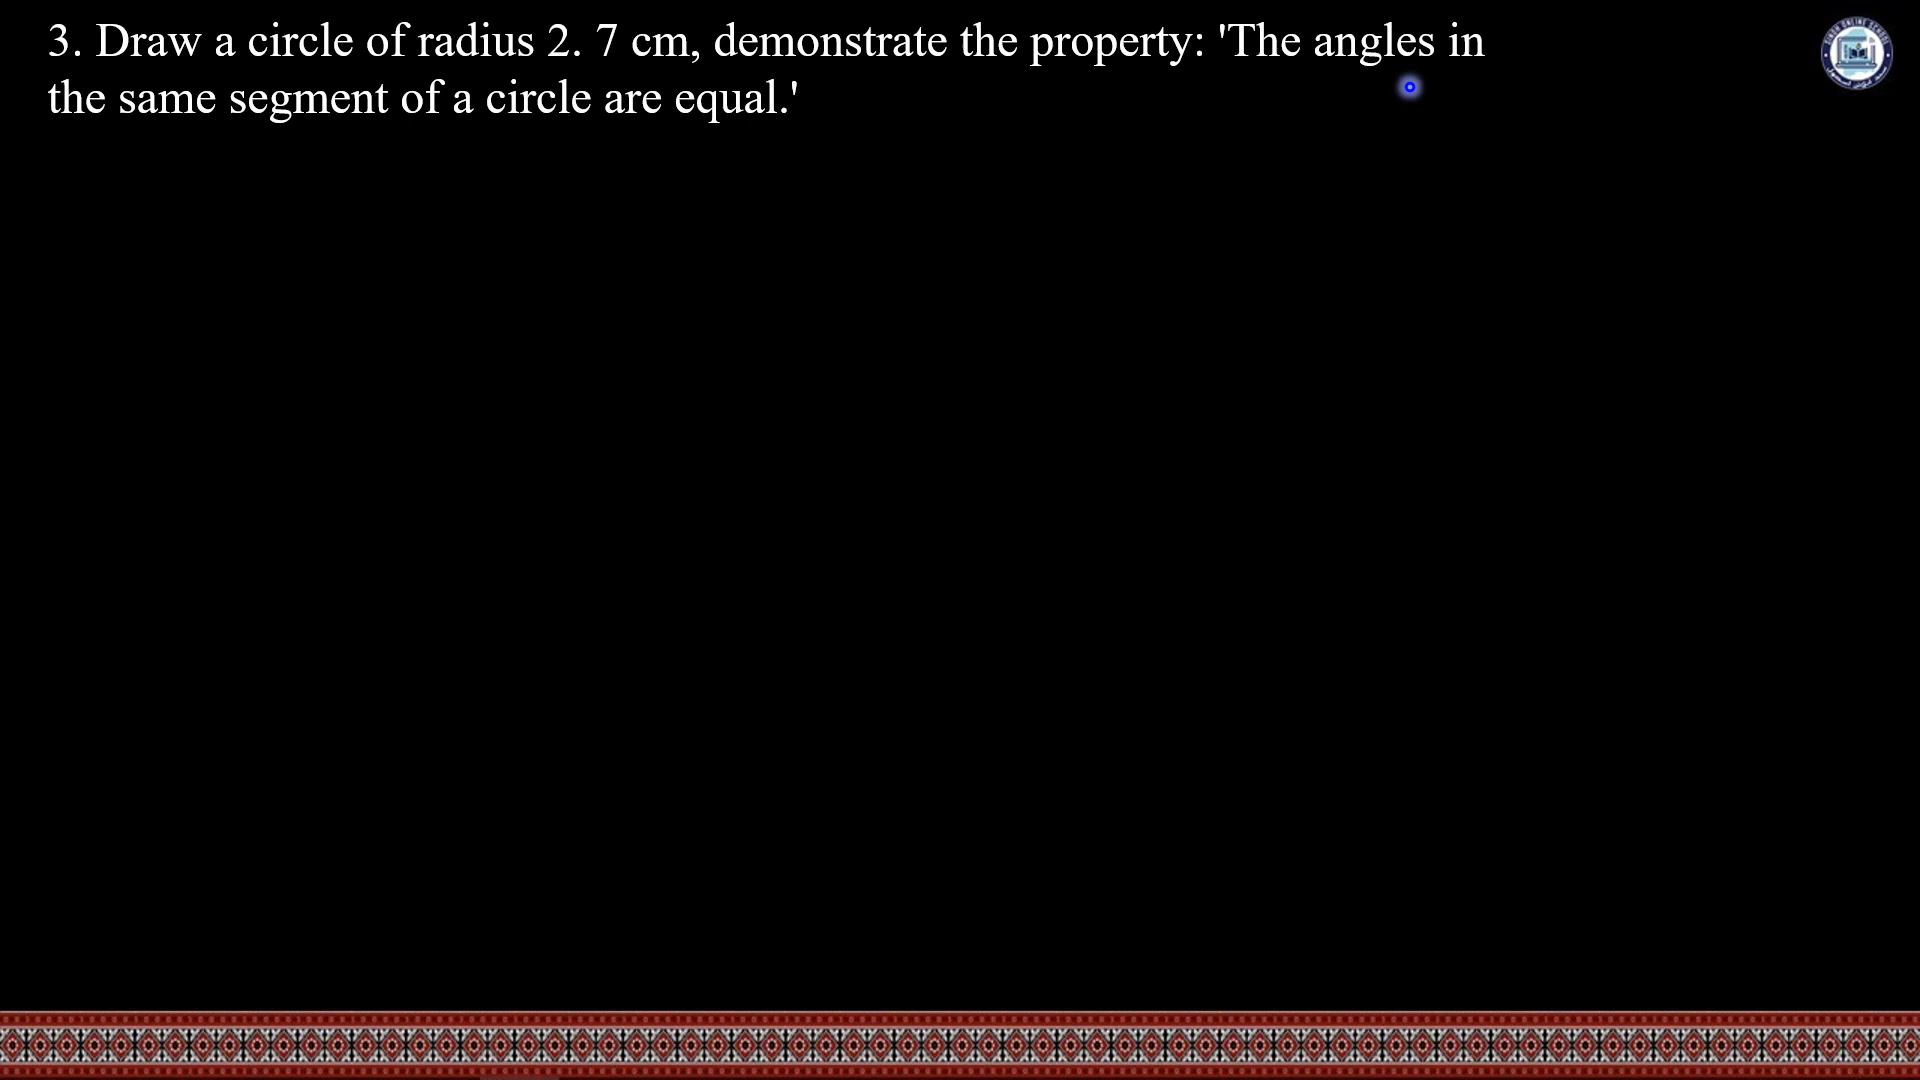 3. Draw a circle of radius 2. 7 cm, demonstrate the property: 'The angles in
the same segment of a circle are equal.'